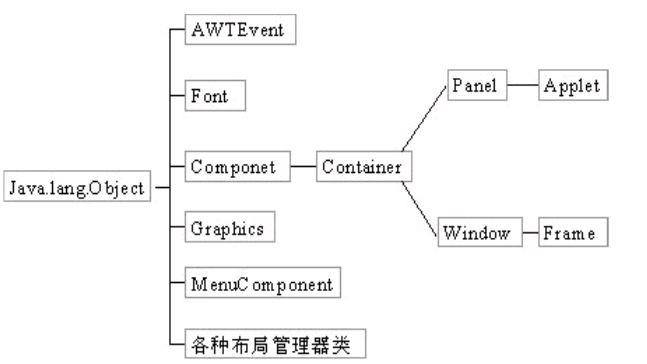 AWTEvent
Font
Panel
Applet
Componet
Container
Java.lang.Object
Graphics
Window
Frame
MenuComponent
各种布局管理器类